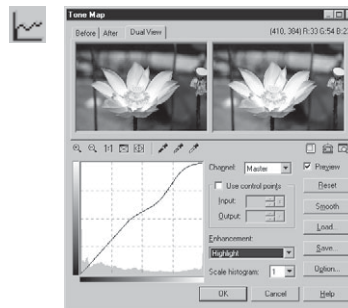 Tone Map
Before After Dual View (410, 384) R:33 G:54 B:2
1:1
Channel: Master Preview
Use control points Reset
Input: Smooth
Output: Load...
Enhancement:
Highlight Save...
Scale histogram: 1 Option...
OK Cancel Help